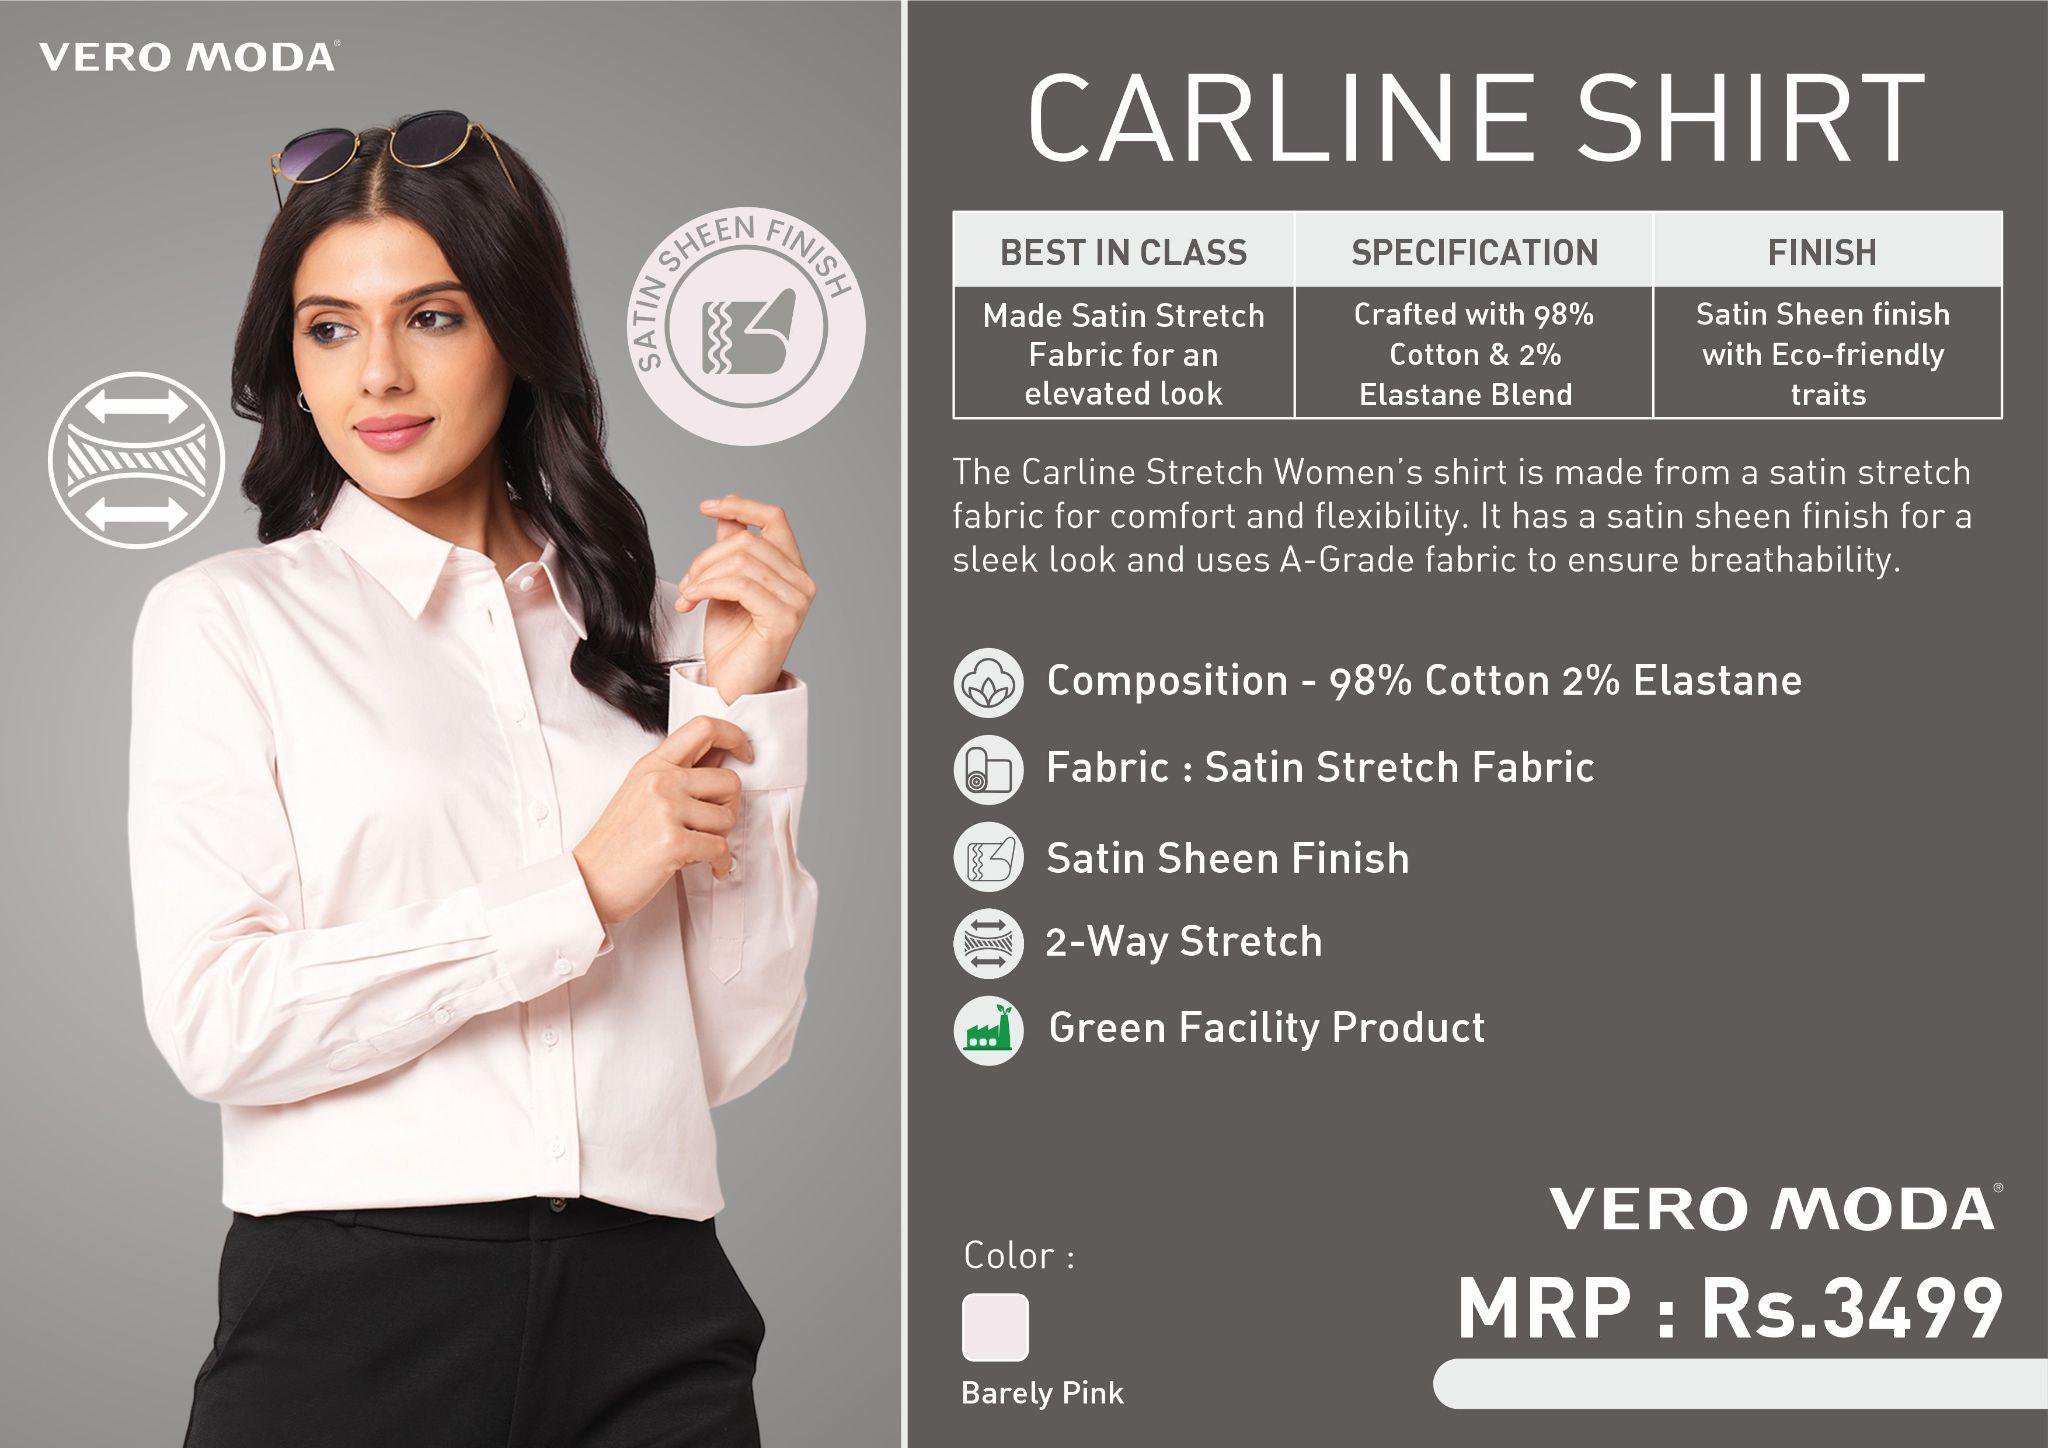 VERO MODA®
SATIN SHEEN FINISH
CARLINE SHIRT
BEST IN CLASS
Made Satin Stretch
Fabric for an
elevated look
SPECIFICATION
Crafted with 98%
Cotton & 2%
Elastane Blend
FINISH
Satin Sheen finish
with Eco-friendly
traits
The Carline Stretch Women’s shirt is made from a satin stretch
fabric for comfort and flexibility. It has a satin sheen finish for a
sleek look and uses A-Grade fabric to ensure breathability.
Composition - 98% Cotton 2% Elastane
Fabric : Satin Stretch Fabric
Satin Sheen Finish
2-Way Stretch
Green Facility Product
Color :
Barely Pink
VERO MODA®
MRP : Rs.3499